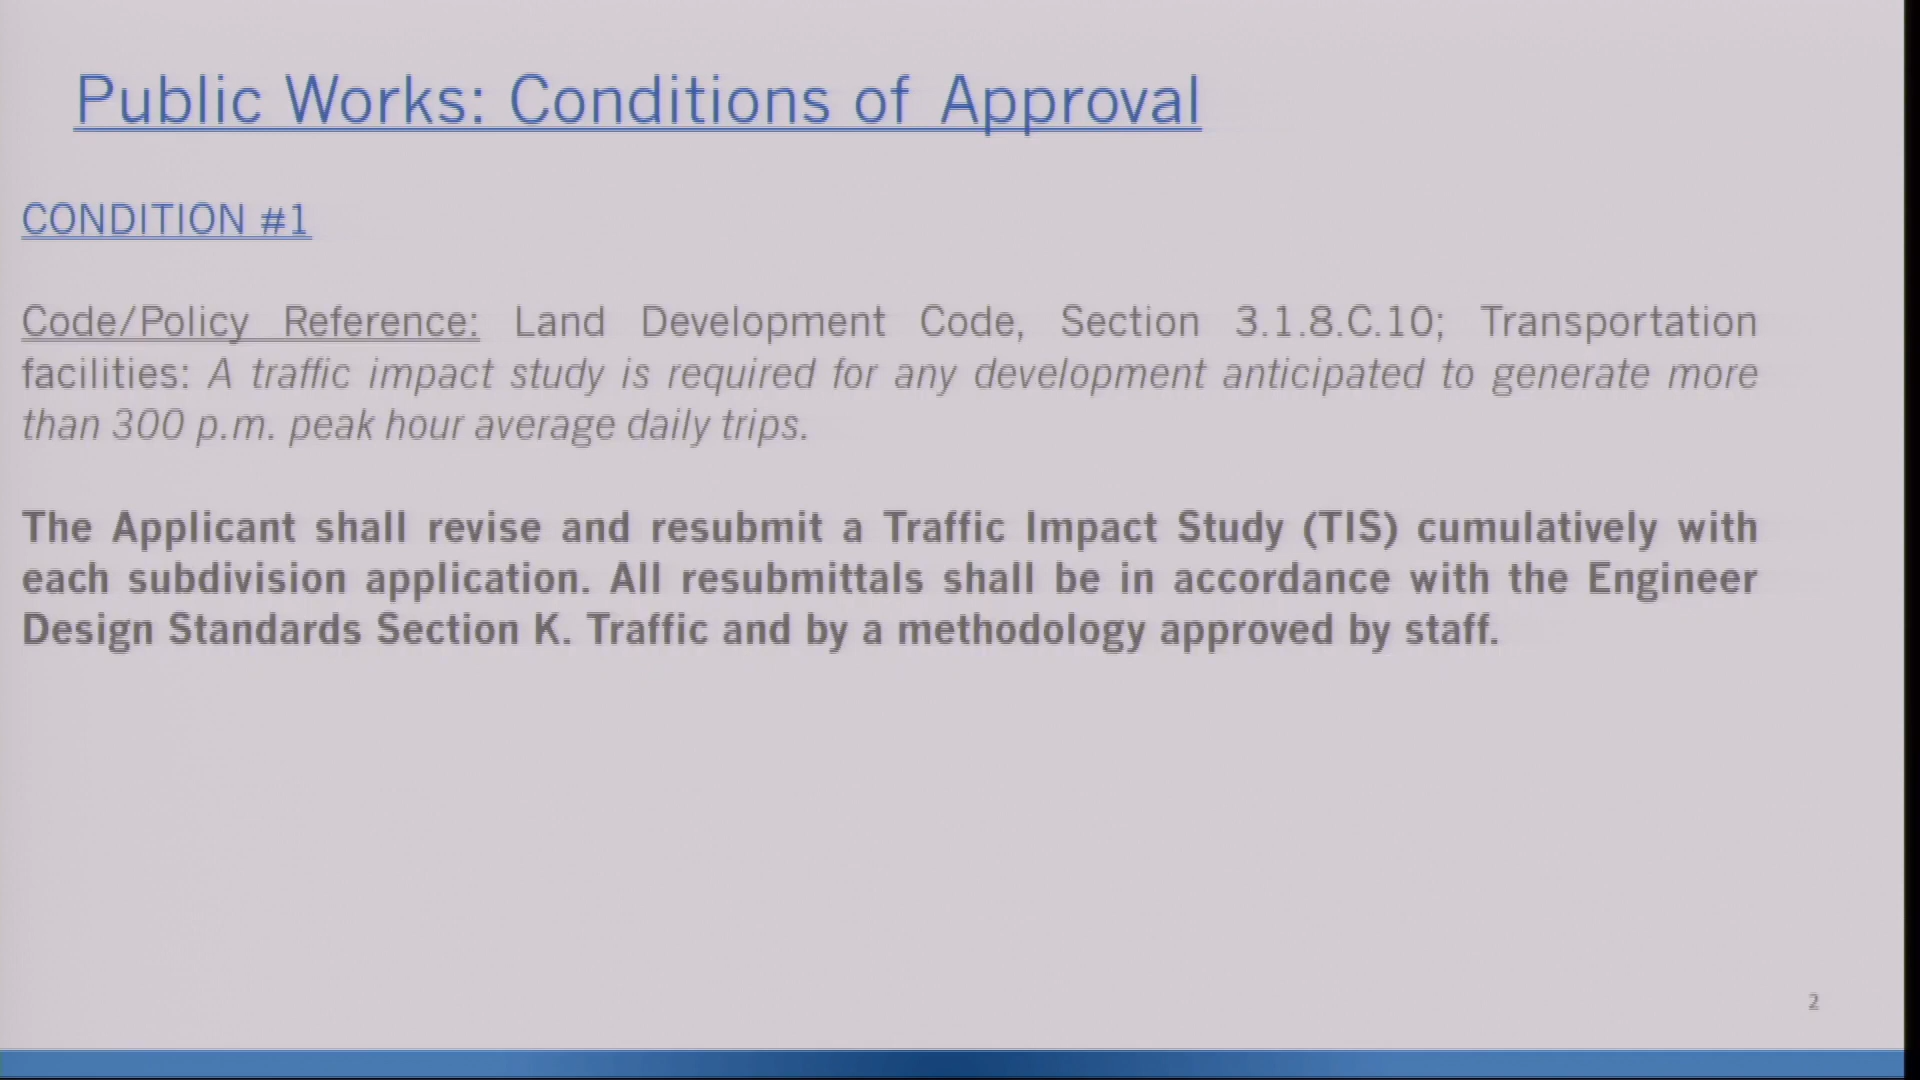 Public Works: Conditions of Approval
CONDITION #1
Code/Policy Reference: Land Development Code, Section 3.1.8.C.10; Transportation
facilities: A traffic impact study is required for any development anticipated to generate more
than 300 p.m. peak hour average daily trips.
The Applicant shall revise and resubmit a Traffic Impact Study (TIS) cumulatively with
each subdivision application. All resubmittals shall be in accordance with the Engineer
Design Standards Section K. Traffic and by a methodology approved by staff.
2